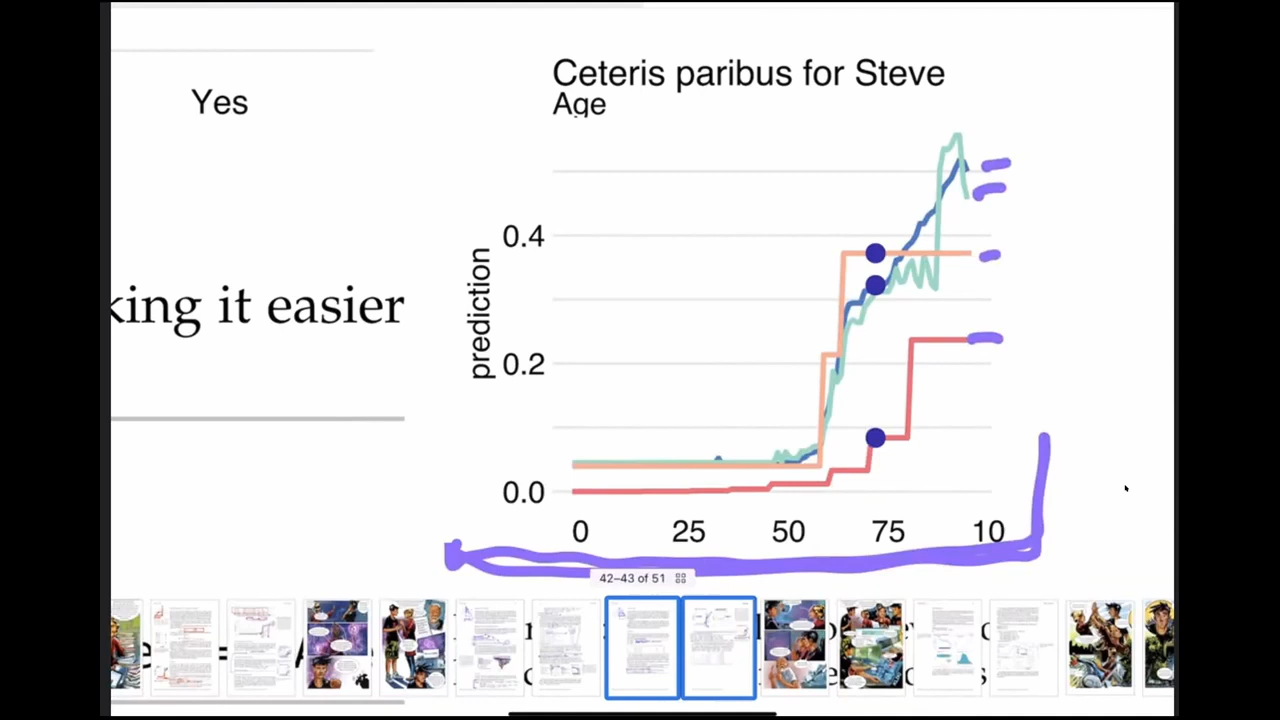 Yes
king it easier
Ceteris paribus for Steve
Age
prediction
0.4
0.2
0.0
0 25 50 75 10
42–43 of 51